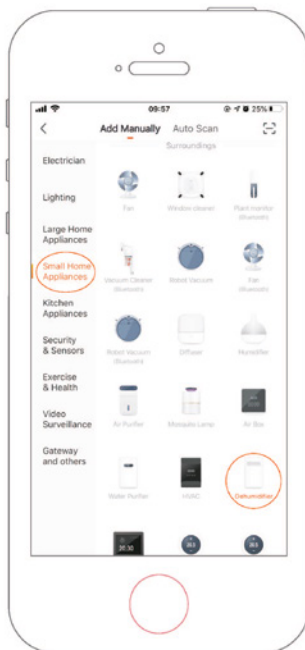 09:57
25%
Add Manually
Auto Scan
Surroundings
Electrician
Lighting
Large Home
Appliances
Small Home
Appliances
Kitchen
Appliances
Security
& Sensors
Exercise
& Health
Video
Surveillance
Gateway
and others
Fan
Window cleaner
Plant monitor
(Bluetooth)
Vacuum Cleaner
(Bluetooth)
Robot Vacuum
Fan
(Bluetooth)
Robot Vacuum
(Bluetooth)
Diffuser
Humidifier
Air Purifier
Mosquito Lamp
Air Box
Water Purifier
HVAC
Dehumidifier